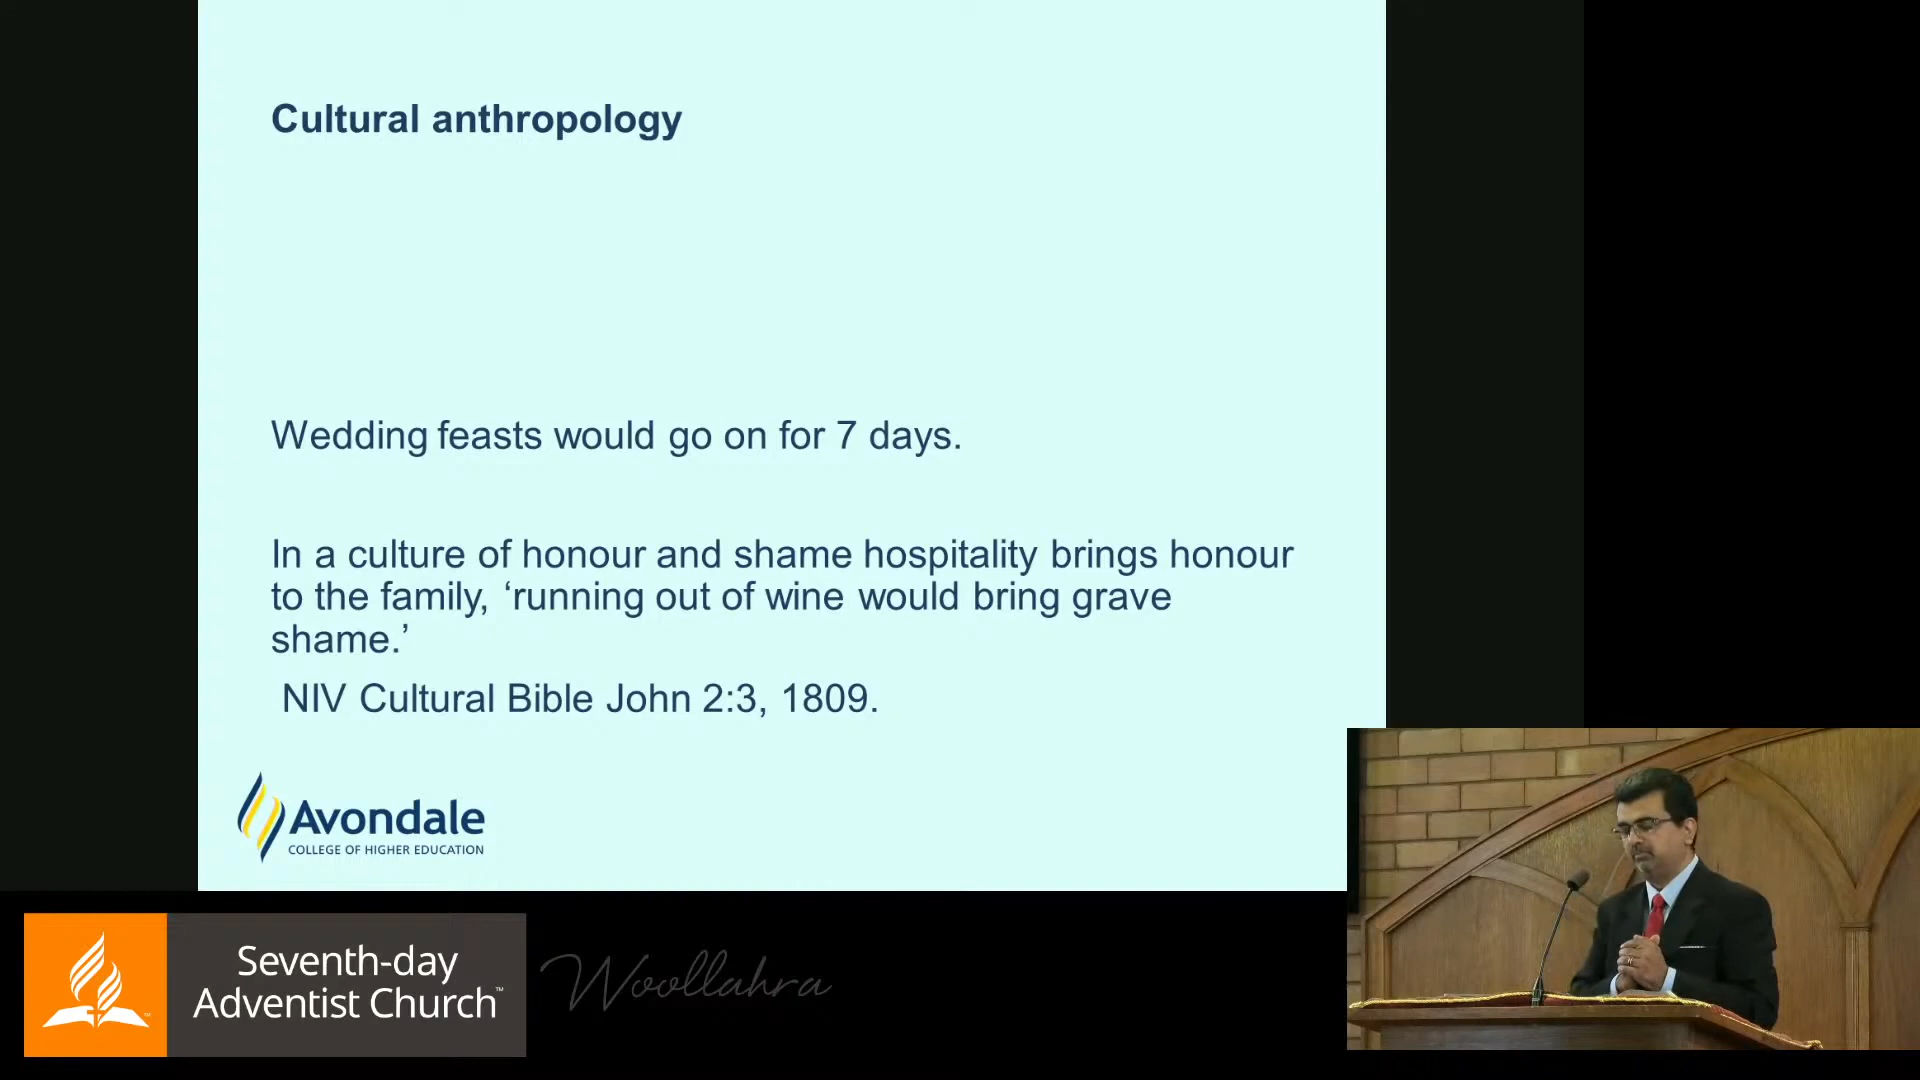 Cultural anthropology
Wedding feasts would go on for 7 days.
In a culture of honour and shame hospitality brings honour
to the family, ‘running out of wine would bring grave
shame.’
NIV Cultural Bible John 2:3, 1809.
Avondale
COLLEGE OF HIGHER EDUCATION
Seventh-day
Adventist Church™
Woollahra